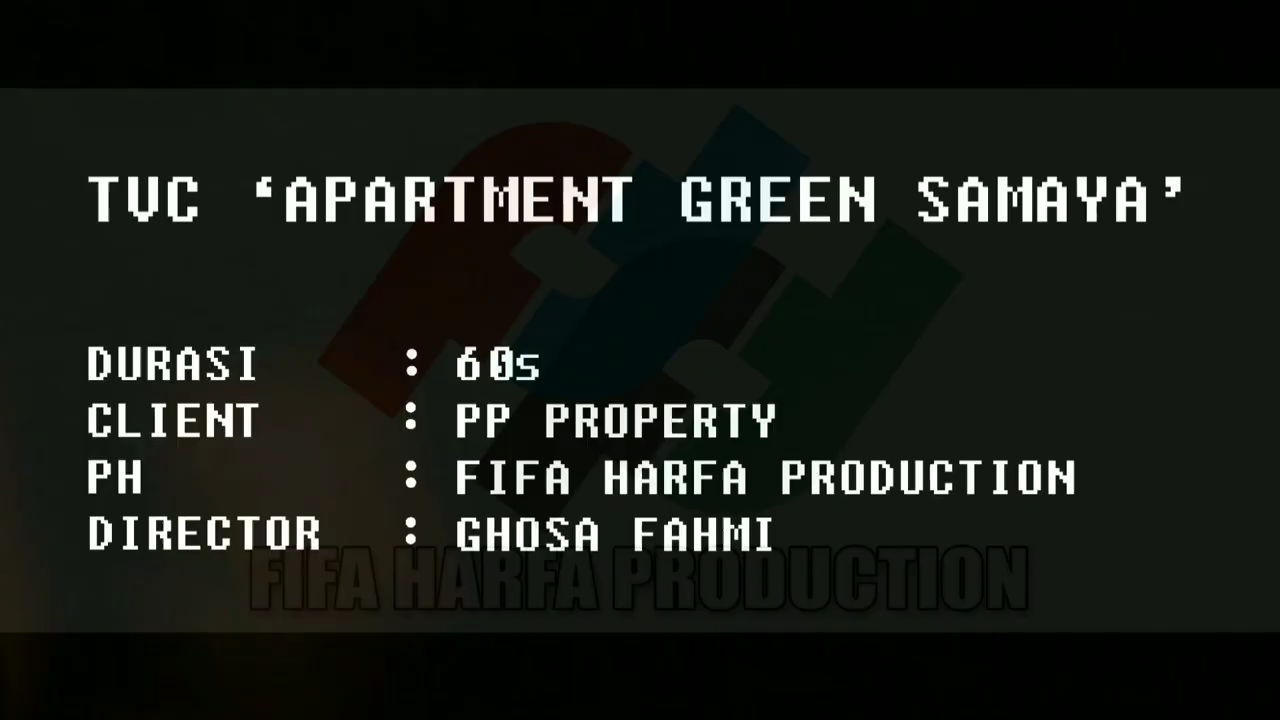 TVC ‘APARTMENT GREEN SAMAYA’
DURASI : 60s
CLIENT : PP PROPERTY
PH : FIFA HARFA PRODUCTION
DIRECTOR : GHOSA FAHMI
FIFA HARFA PRODUCTION